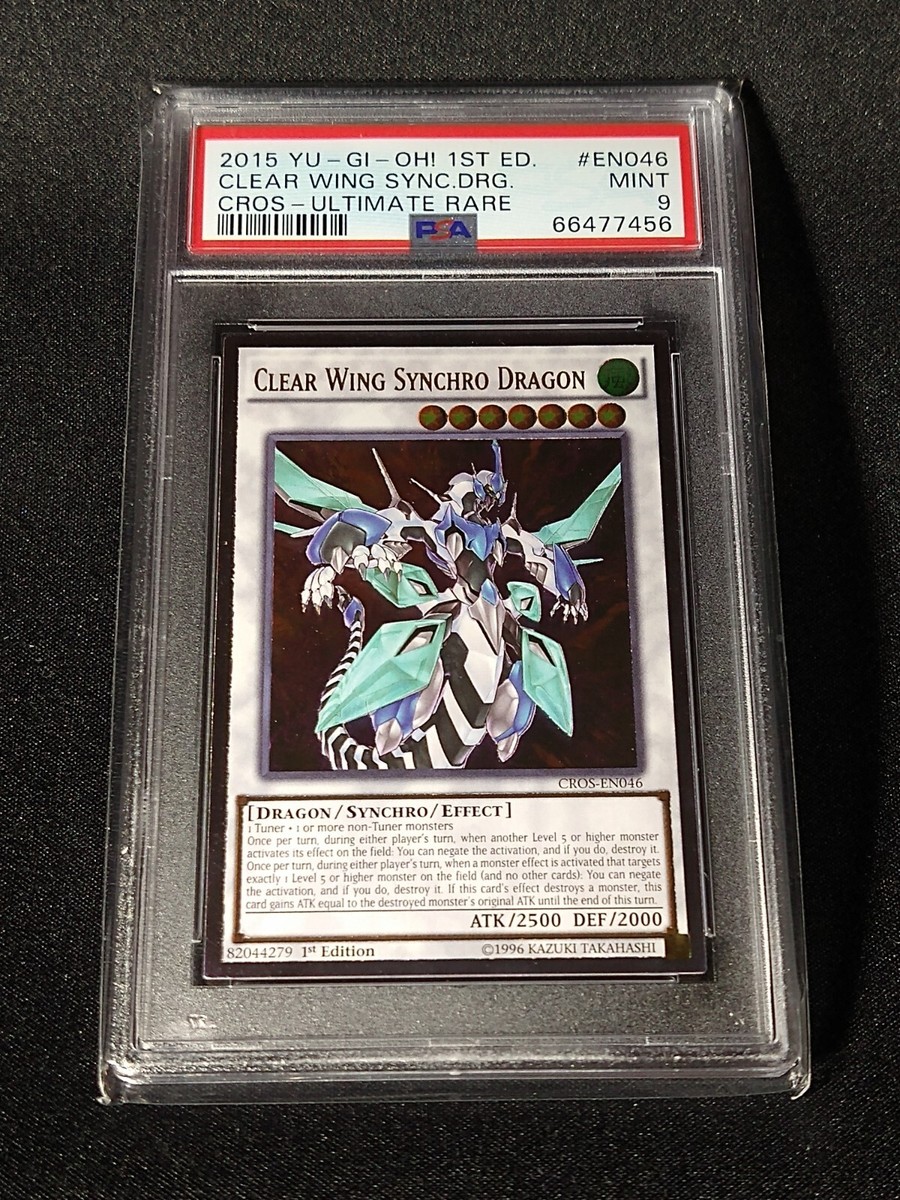 2015 YU-GI-OH! 1ST ED. #EN046
CLEAR WING SYNC.DRG. MINT
CROS-ULTIMATE RARE 9
PSA 66477456
CLEAR WING SYNCHRO DRAGON
CROS-EN046
[DRAGON/SYNCHRO/EFFECT]
1 Tuner + 1 or more non-Tuner monsters
Once per turn, during either player's turn, when another Level 5 or higher monster
activates its effect on the field: You can negate the activation, and if you do, destroy it.
Once per turn, during either player's turn, when a monster effect is activated that targets
exactly 1 Level 5 or higher monster on the field (and no other cards): You can negate
the activation, and if you do, destroy it. If this card's effect destroys a monster, this
card gains ATK equal to the destroyed monster's original ATK until the end of this turn.
ATK/2500 DEF/2000
82044279 1st Edition ©1996 KAZUKI TAKAHASHI